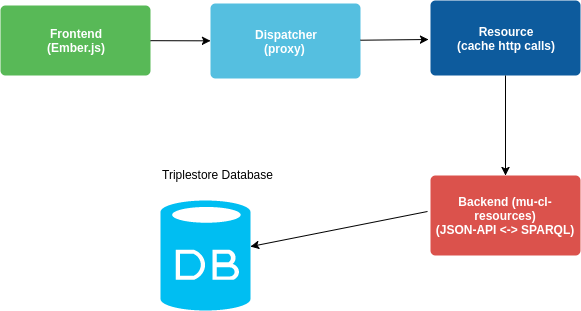 Frontend
(Ember.js)
Dispatcher
(proxy)
Resource
(cache http calls)
Triplestore Database
Backend (mu-cl-
resources)
(JSON-API <-> SPARQL)
DB